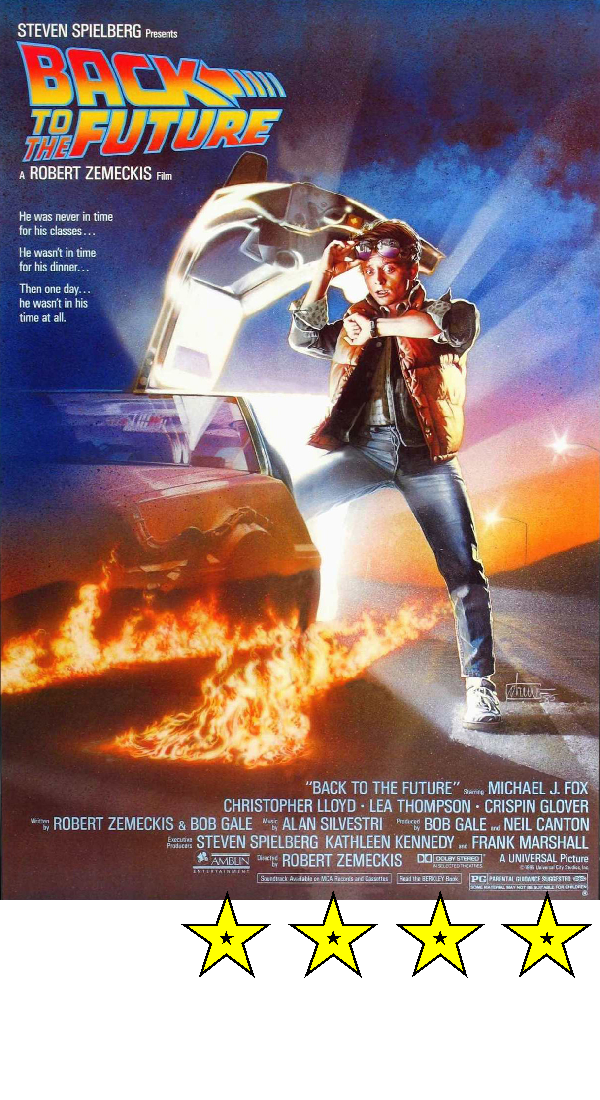 STEVEN SPIELBERG Presents
BACK
TO
THE FUTURE
A ROBERT ZEMECKIS Film
He was never in time
for his classes...
He wasn't in time
for his dinner...
Then one day...
he wasn't in his
time at all.
"BACK TO THE FUTURE" Starring MICHAEL J. FOX
CHRISTOPHER LLOYD · LEA THOMPSON · CRISPIN GLOVER
Written by ROBERT ZEMECKIS & BOB GALE Music by ALAN SILVESTRI Produced by BOB GALE and NEIL CANTON
Executive Producers STEVEN SPIELBERG KATHLEEN KENNEDY and FRANK MARSHALL
AMBLIN ENTERTAINMENT Directed by ROBERT ZEMECKIS DOLBY STEREO IN SELECTED THEATRES A UNIVERSAL Picture
Soundtrack Available on MCA Records and Cassettes Read the BERKLEY Book PG PARENTAL GUIDANCE SUGGESTED
SOME MATERIAL MAY NOT BE SUITABLE FOR CHILDREN